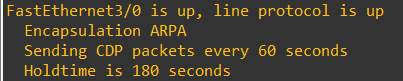 FastEthernet3/0 is up, line protocol is up
  Encapsulation ARPA
  Sending CDP packets every 60 seconds
  Holdtime is 180 seconds